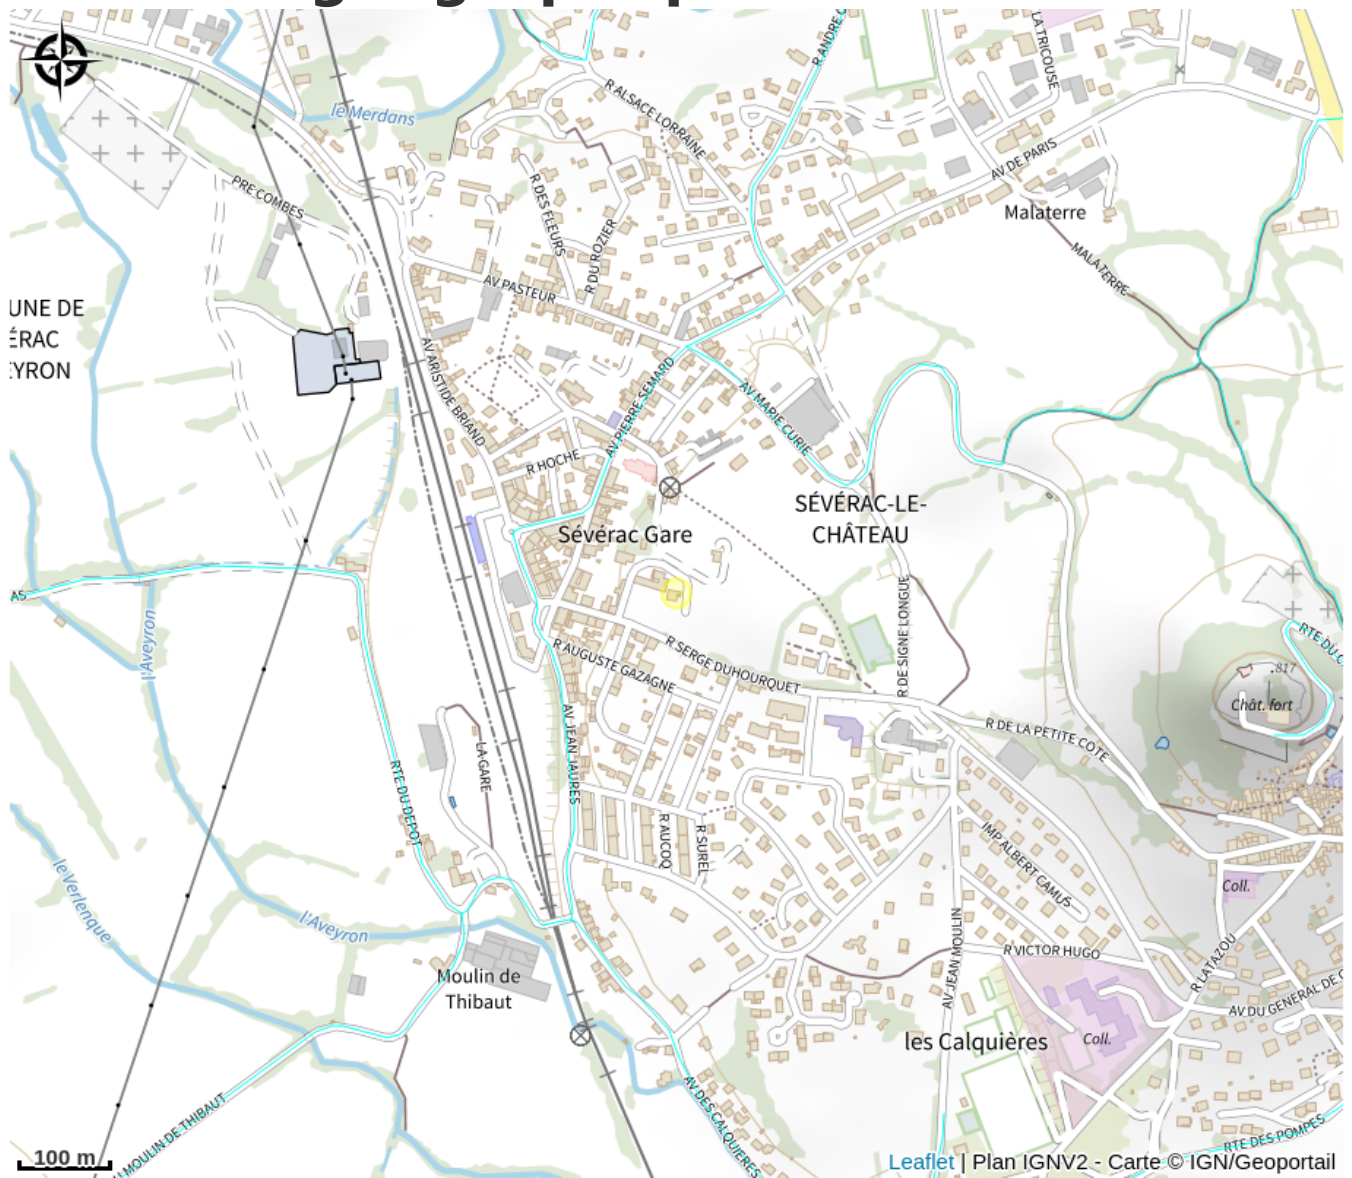 R ANDRE
LA TRICOUSE
R ALSACE LORRAINE
le Merdans
AV DE PARIS
PRE COMBES
R DES FLEURS
R DU ROZIER
Malaterre
MALATERRE
AV PASTEUR
UNE DE
ÉRAC
EYRON
AV ARISTIDE BRIAND
AV PIERRE SEMARD
AV MARIE CURIE
R HOCHE
SÉVÉRAC-LE-
CHÂTEAU
Sévérac Gare
AS
l'Aveyron
R DE SIGNE LONGUE
R SERGE DUHOURQUET
R AUGUSTE GAZAGNE
RTE DU C
817
Chât. fort
AV JEAN JAURES
R DE LA PETITE COTE
LA GARE
RTE DU DEPOT
R AUCOQ
R SUREL
IMP ALBERT CAMUS
le Verlenque
l'Aveyron
Coll.
AV JEAN MOULIN
R VICTOR HUGO
R LATAZOU
Moulin de
Thibaut
AV DU GENERAL DE
les Calquières
Coll.
AV DES CALQUIERES
U MOULIN DE THIBAUT
RTE DES POMPES
100 m
Leaflet | Plan IGNV2 - Carte © IGN/Geoportail